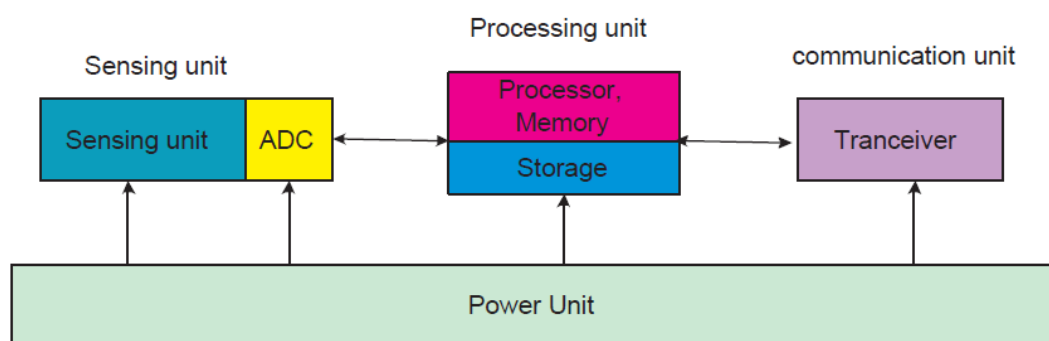 Processing unit
Sensing unit
communication unit
Sensing unit
ADC
Processor,
Memory
Storage
Tranceiver
Power Unit